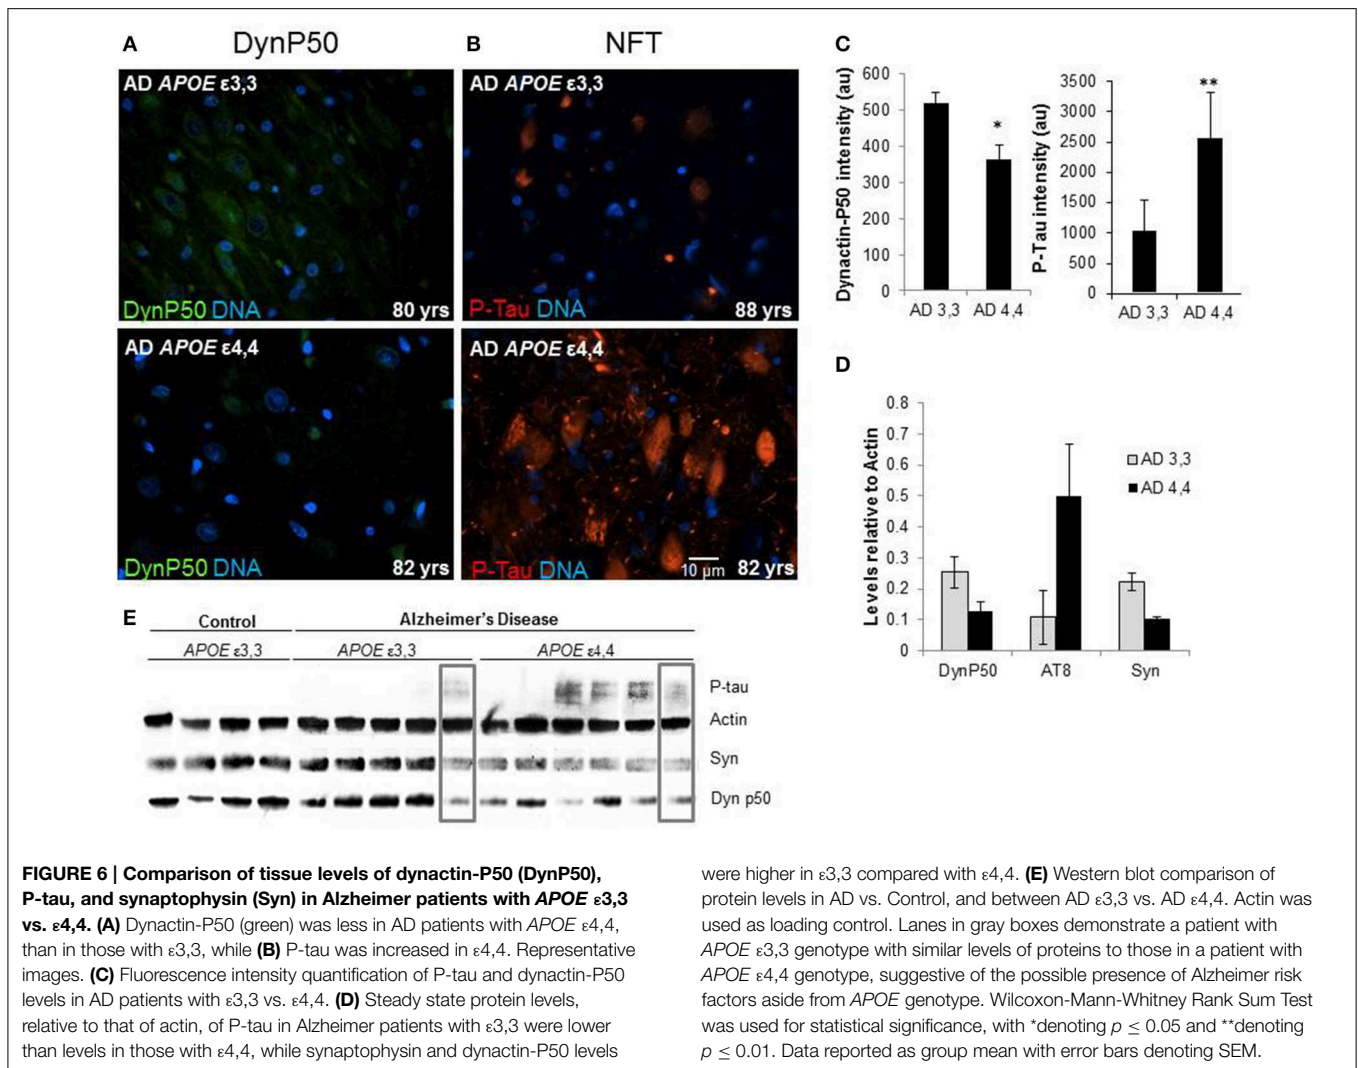 A
DynP50
B
NFT
AD APOE ε3,3
DynP50 DNA
80 yrs
AD APOE ε3,3
P-Tau DNA
88 yrs
AD APOE ε4,4
DynP50 DNA
82 yrs
AD APOE ε4,4
P-Tau DNA
10 µm
82 yrs
C
Dynactin-P50 intensity (au)
600
500
400
300
200
100
0
*
AD 3,3 AD 4,4
P-Tau intensity (au)
3500
3000
2500
2000
1500
1000
500
0
**
AD 3,3 AD 4,4
D
Levels relative to Actin
0.8
0.7
0.6
0.5
0.4
0.3
0.2
0.1
0
AD 3,3
AD 4,4
DynP50 AT8 Syn
E
Control
Alzheimer's Disease
APOE ε3,3
APOE ε3,3
APOE ε4,4
P-tau
Actin
Syn
Dyn p50
FIGURE 6 | Comparison of tissue levels of dynactin-P50 (DynP50),
P-tau, and synaptophysin (Syn) in Alzheimer patients with APOE ε3,3
vs. ε4,4. (A) Dynactin-P50 (green) was less in AD patients with APOE ε4,4,
than in those with ε3,3, while (B) P-tau was increased in ε4,4. Representative
images. (C) Fluorescence intensity quantification of P-tau and dynactin-P50
levels in AD patients with ε3,3 vs. ε4,4. (D) Steady state protein levels,
relative to that of actin, of P-tau in Alzheimer patients with ε3,3 were lower
than levels in those with ε4,4, while synaptophysin and dynactin-P50 levels
were higher in ε3,3 compared with ε4,4. (E) Western blot comparison of
protein levels in AD vs. Control, and between AD ε3,3 vs. AD ε4,4. Actin was
used as loading control. Lanes in gray boxes demonstrate a patient with
APOE ε3,3 genotype with similar levels of proteins to those in a patient with
APOE ε4,4 genotype, suggestive of the possible presence of Alzheimer risk
factors aside from APOE genotype. Wilcoxon-Mann-Whitney Rank Sum Test
was used for statistical significance, with *denoting p ≤ 0.05 and **denoting
p ≤ 0.01. Data reported as group mean with error bars denoting SEM.